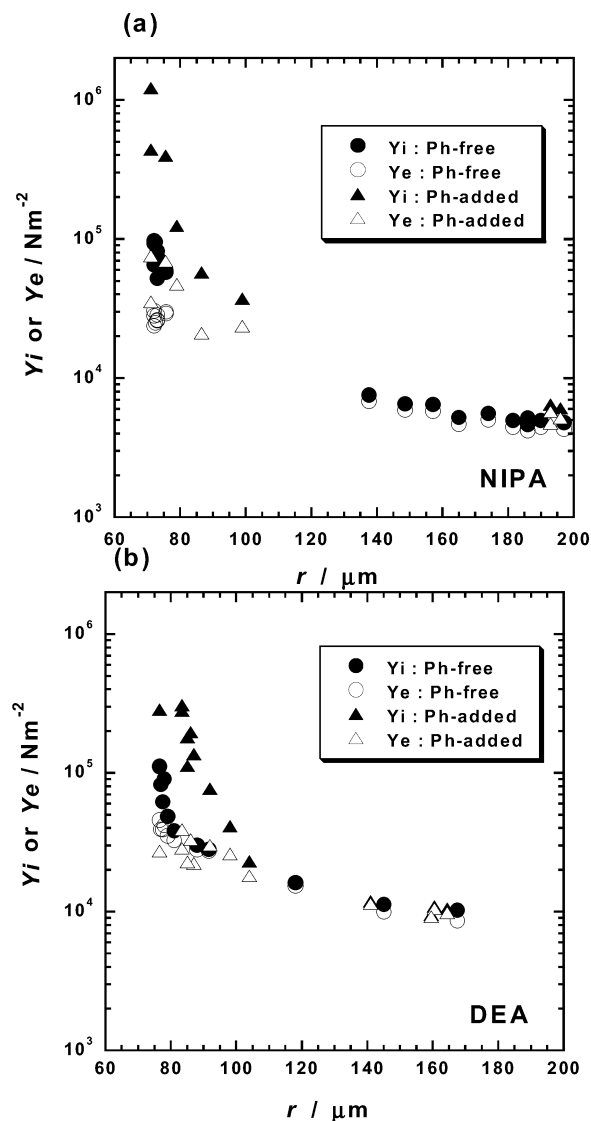 (a)
10^6
10^5
10^4
10^3
Yi or Ye / Nm^-2
Yi : Ph-free
Ye : Ph-free
Yi : Ph-added
Ye : Ph-added
NIPA
60 80 100 120 140 160 180 200
r / μm
(b)
10^6
10^5
10^4
10^3
Yi or Ye / Nm^-2
Yi : Ph-free
Ye : Ph-free
Yi : Ph-added
Ye : Ph-added
DEA
60 80 100 120 140 160 180 200
r / μm